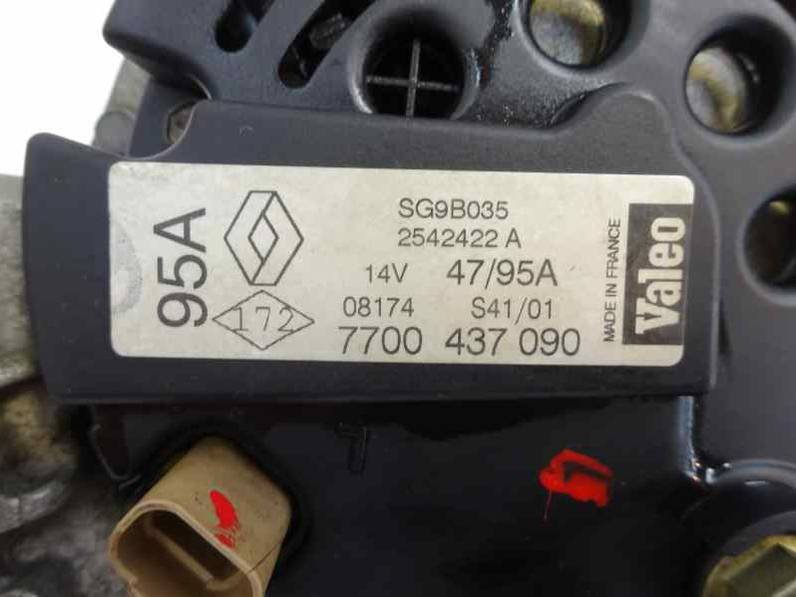 95A
172
SG9B035
2542422 A
14V 47/95A
08174 S41/01
7700 437 090
MADE IN FRANCE
Valeo